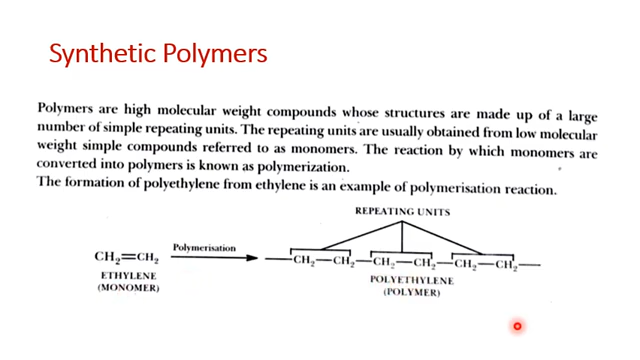 Synthetic Polymers
Polymers are high molecular weight compounds whose structures are made up of a large
number of simple repeating units. The repeating units are usually obtained from low molecular
weight simple compounds referred to as monomers. The reaction by which monomers are
converted into polymers is known as polymerization.
The formation of polyethylene from ethylene is an example of polymerisation reaction.
REPEATING UNITS
CH₂=CH₂ Polymerisation —CH₂—CH₂—CH₂—CH₂—CH₂—CH₂—
ETHYLENE
(MONOMER)
POLYETHYLENE
(POLYMER)